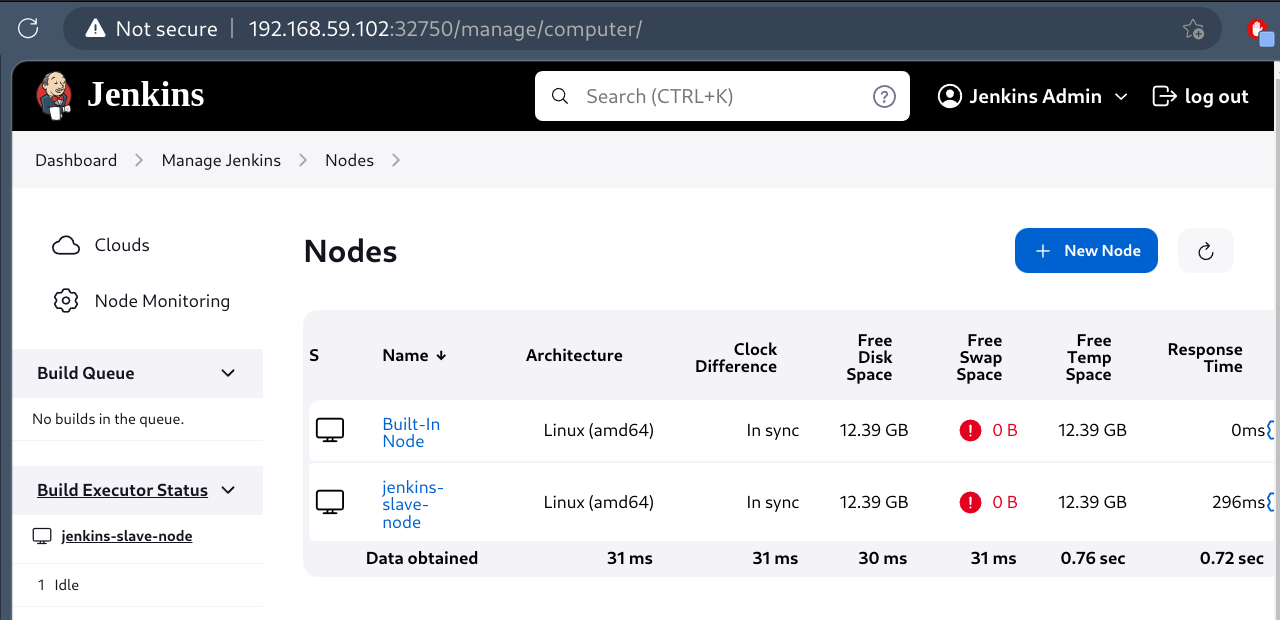 Not secure | 192.168.59.102:32750/manage/computer/
Jenkins
Search (CTRL+K)
?
Jenkins Admin
log out
Dashboard
Manage Jenkins
Nodes
Clouds
Node Monitoring
Build Queue
No builds in the queue.
Build Executor Status
jenkins-slave-node
1 Idle
Nodes
+ New Node
S
Name ↓
Architecture
Clock
Difference
Free
Disk
Space
Free
Swap
Space
Free
Temp
Space
Response
Time
Built-In
Node
Linux (amd64)
In sync
12.39 GB
! 0 B
12.39 GB
0ms
jenkins-
slave-
node
Linux (amd64)
In sync
12.39 GB
! 0 B
12.39 GB
296ms
Data obtained
31 ms
31 ms
30 ms
31 ms
0.76 sec
0.72 sec